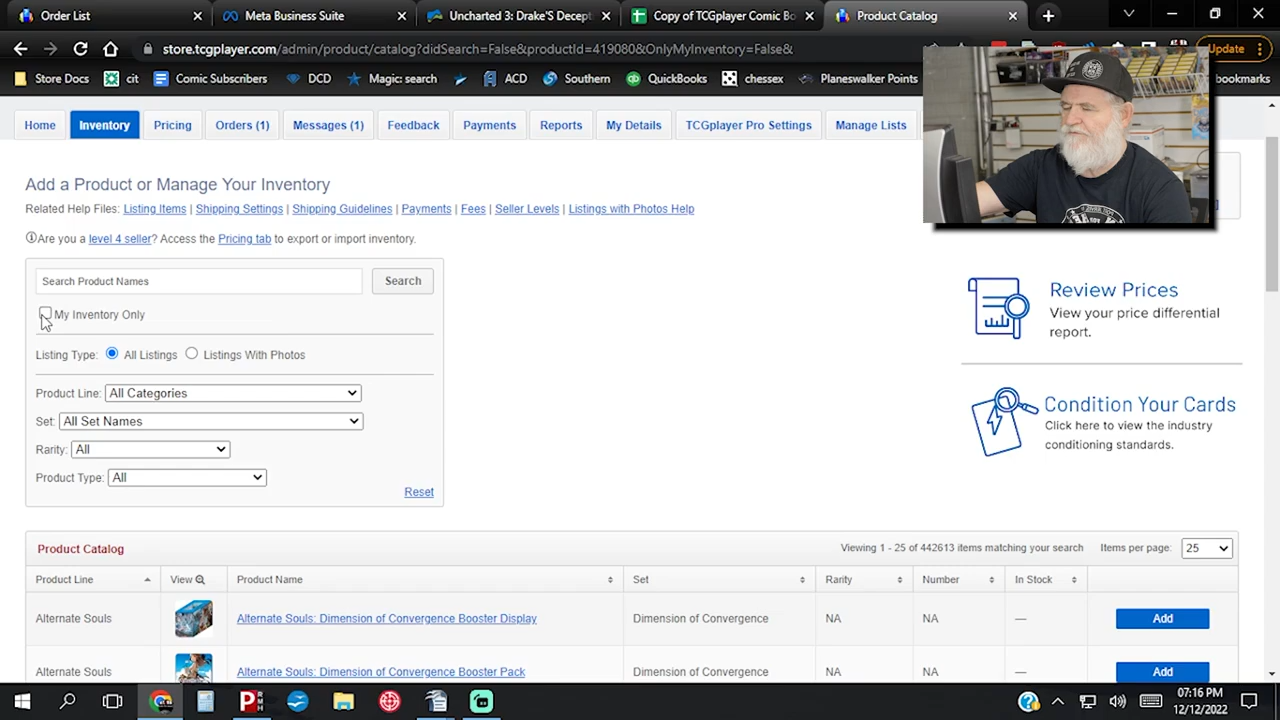 Order List
Meta Business Suite
Uncharted 3: Drake'S Decept
Copy of TCGplayer Comic Bo
Product Catalog
store.tcgplayer.com/admin/product/catalog?didSearch=False&productId=419080&OnlyMyInventory=False&
Update
Store Docs
cit
Comic Subscribers
DCD
Magic: search
ACD
Southern
QuickBooks
chessex
Planeswalker Points
bookmarks
Home
Inventory
Pricing
Orders (1)
Messages (1)
Feedback
Payments
Reports
My Details
TCGplayer Pro Settings
Manage Lists
Add a Product or Manage Your Inventory
Related Help Files: Listing Items | Shipping Settings | Shipping Guidelines | Payments | Fees | Seller Levels | Listings with Photos Help
Are you a level 4 seller? Access the Pricing tab to export or import inventory.
Search Product Names
Search
My Inventory Only
Listing Type: All Listings Listings With Photos
Product Line: All Categories
Set: All Set Names
Rarity: All
Product Type: All
Reset
Review Prices
View your price differential
report.
Condition Your Cards
Click here to view the industry
conditioning standards.
Product Catalog
Viewing 1 - 25 of 442613 items matching your search
Items per page: 25
Product Line View Product Name Set Rarity Number In Stock
Alternate Souls Alternate Souls: Dimension of Convergence Booster Display Dimension of Convergence NA NA — Add
Alternate Souls Alternate Souls: Dimension of Convergence Booster Pack Dimension of Convergence NA NA — Add
07:16 PM
12/12/2022